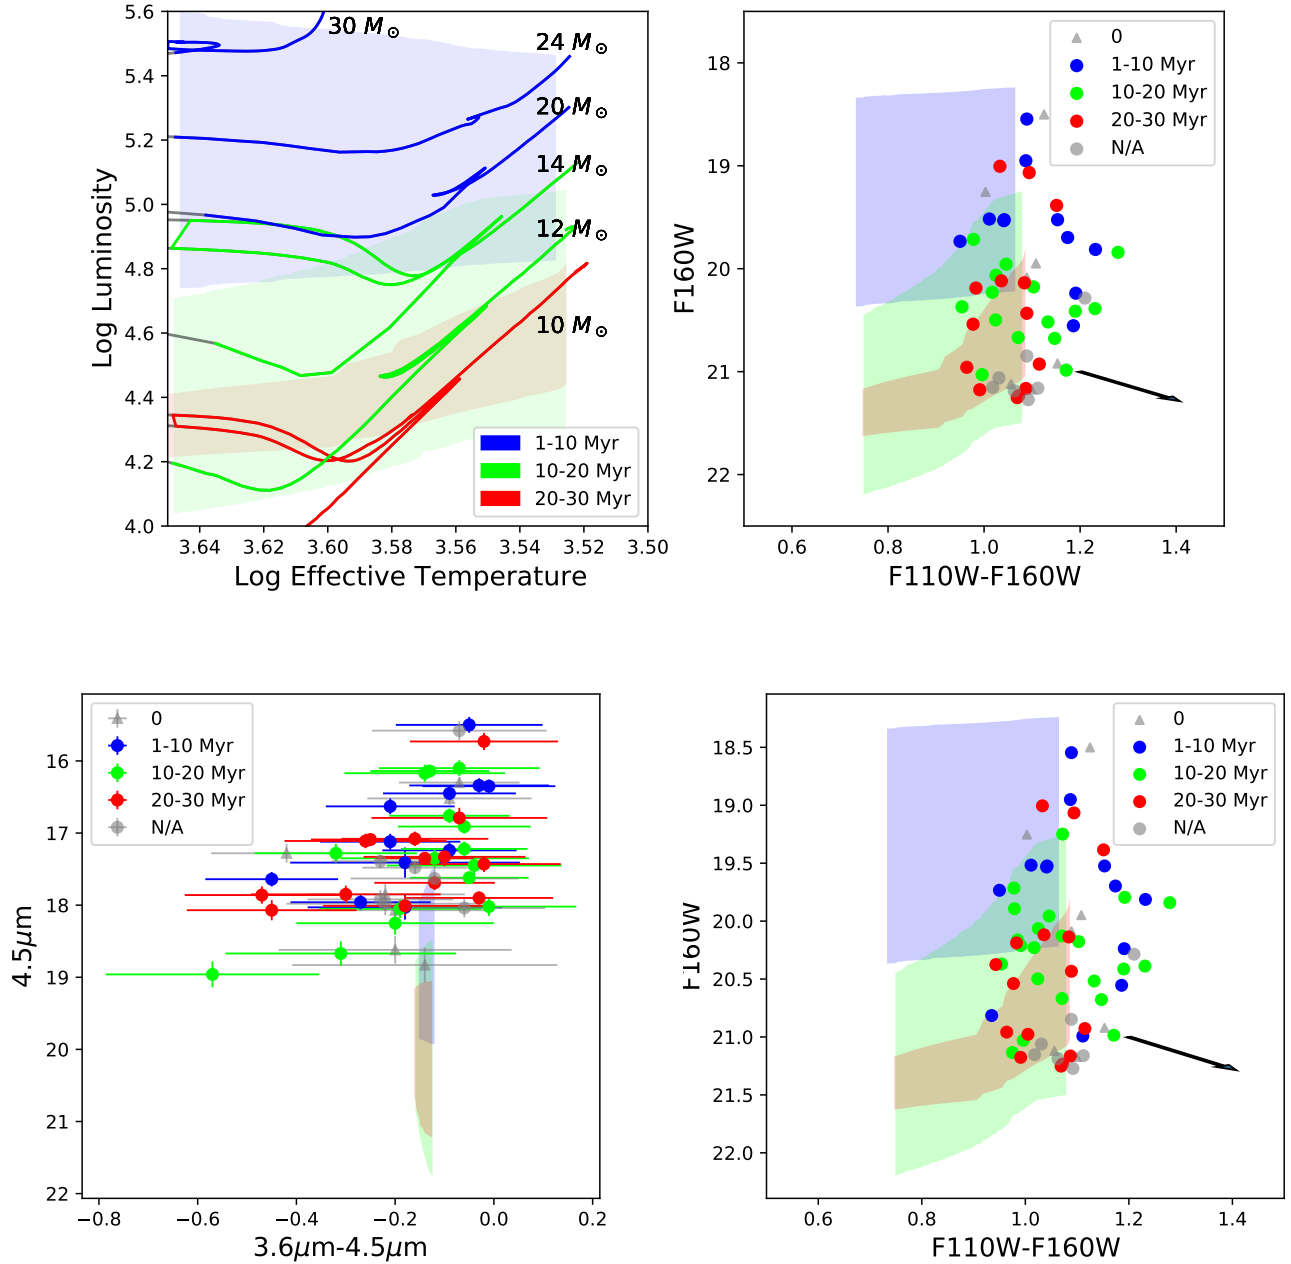 5.6
5.4
5.2
5.0
4.8
4.6
4.4
4.2
4.0
Log Luminosity
30 M⊙
24 M⊙
20 M⊙
14 M⊙
12 M⊙
10 M⊙
1-10 Myr
10-20 Myr
20-30 Myr
3.64 3.62 3.60 3.58 3.56 3.54 3.52 3.50
Log Effective Temperature
18
19
20
21
22
F160W
0
1-10 Myr
10-20 Myr
20-30 Myr
N/A
0.6 0.8 1.0 1.2 1.4
F110W-F160W
16
17
18
19
20
21
22
4.5μm
0
1-10 Myr
10-20 Myr
20-30 Myr
N/A
−0.8 −0.6 −0.4 −0.2 0.0 0.2
3.6μm-4.5μm
18.5
19.0
19.5
20.0
20.5
21.0
21.5
22.0
F160W
0
1-10 Myr
10-20 Myr
20-30 Myr
N/A
0.6 0.8 1.0 1.2 1.4
F110W-F160W